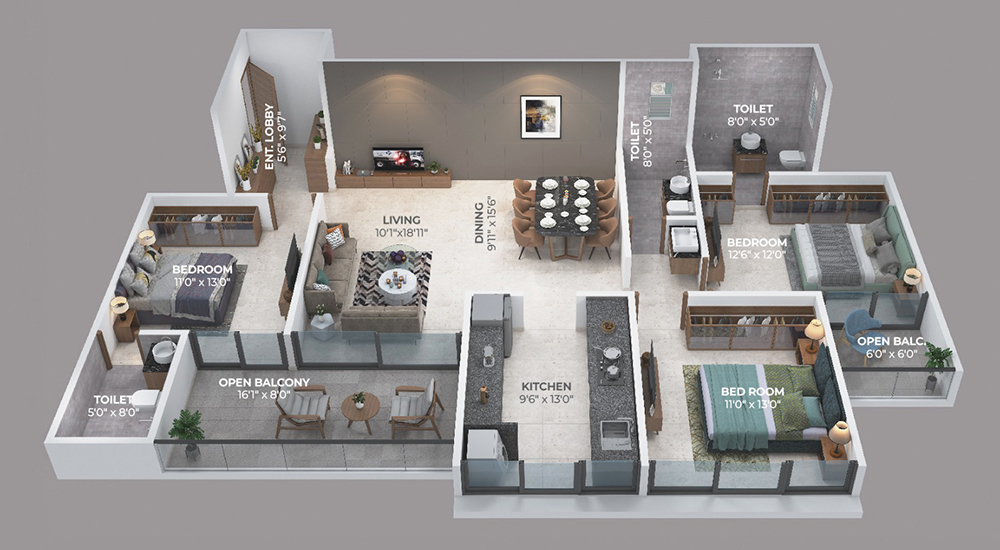 ENT. LOBBY
5'6" x 9'7"
TOILET
8'0" x 5'0"
TOILET
8'0" x 5'0"
LIVING
10'1"x18'11"
DINING
9'11" x 15'6"
BEDROOM
12'6" x 12'0"
BEDROOM
11'0" x 13'0"
OPEN BALC.
6'0" x 6'0"
OPEN BALCONY
16'1" x 8'0"
KITCHEN
9'6" x 13'0"
BED ROOM
11'0" x 13'0"
TOILET
5'0" x 8'0"